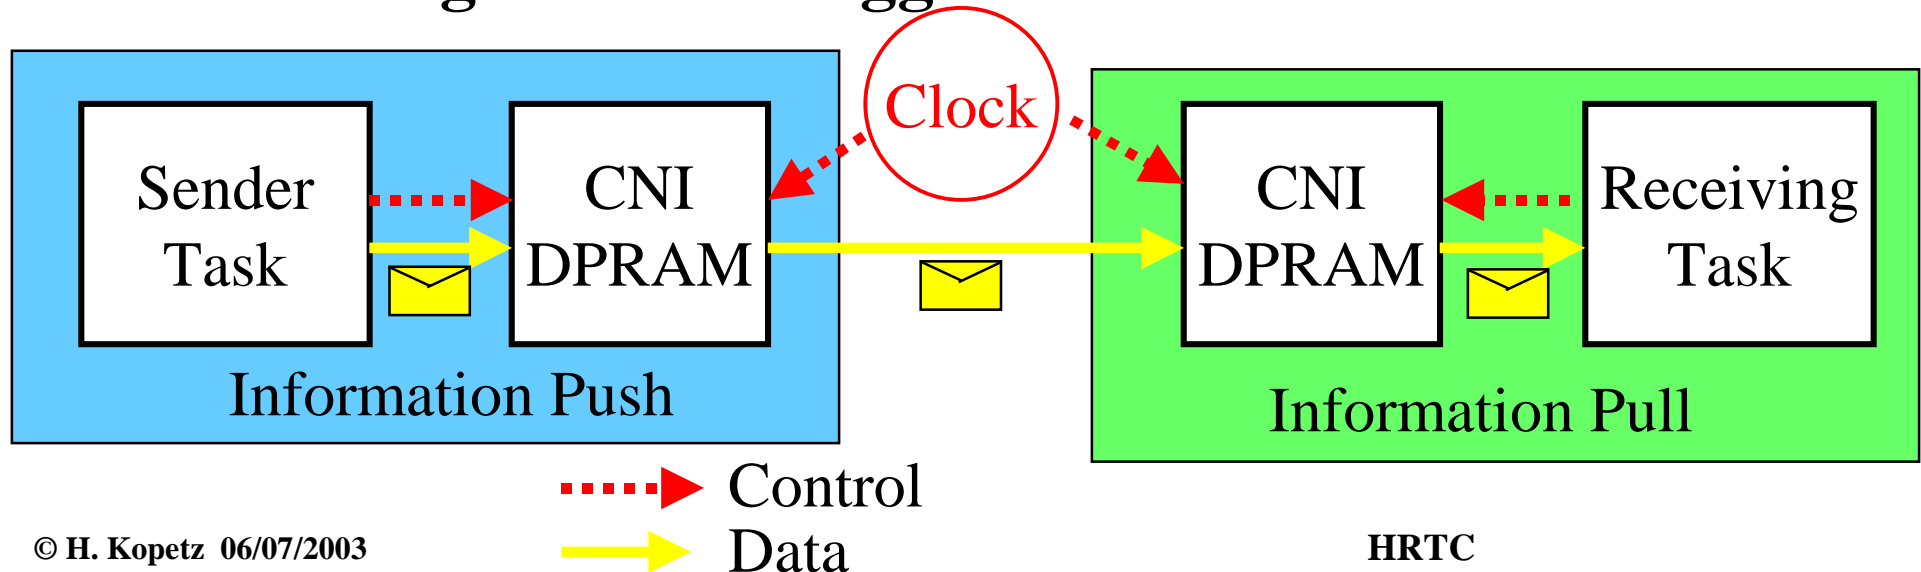 Clock
Sender
Task
CNI
DPRAM
CNI
DPRAM
Receiving
Task
Information Push
Information Pull
Control
Data
© H. Kopetz 06/07/2003
HRTC